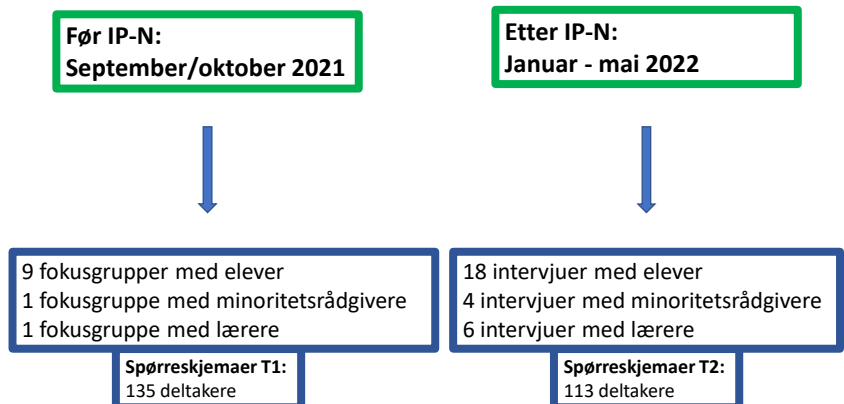 Før IP-N:
September/oktober 2021
Etter IP-N:
Januar - mai 2022
9 fokusgrupper med elever
1 fokusgruppe med minoritetsrådgivere
1 fokusgruppe med lærere
Spørreskjemaer T1:
135 deltakere
18 intervjuer med elever
4 intervjuer med minoritetsrådgivere
6 intervjuer med lærere
Spørreskjemaer T2:
113 deltakere